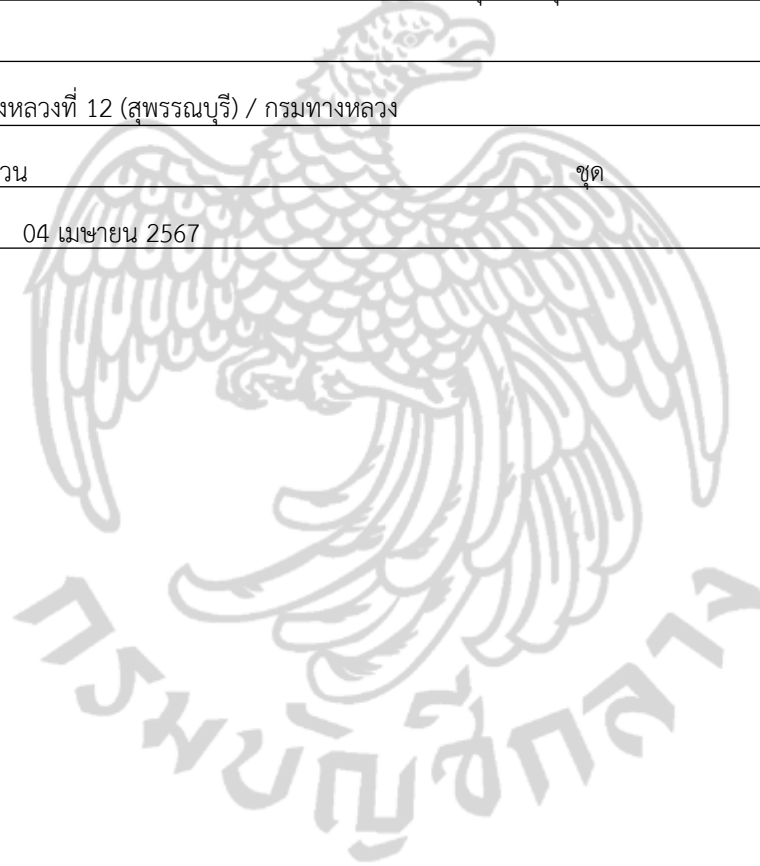 งหลวงที่ 12 (สุพรรณบุรี) / กรมทางหลวง
วน ชุด
04 เมษายน 2567
กรมบัญชีกลาง